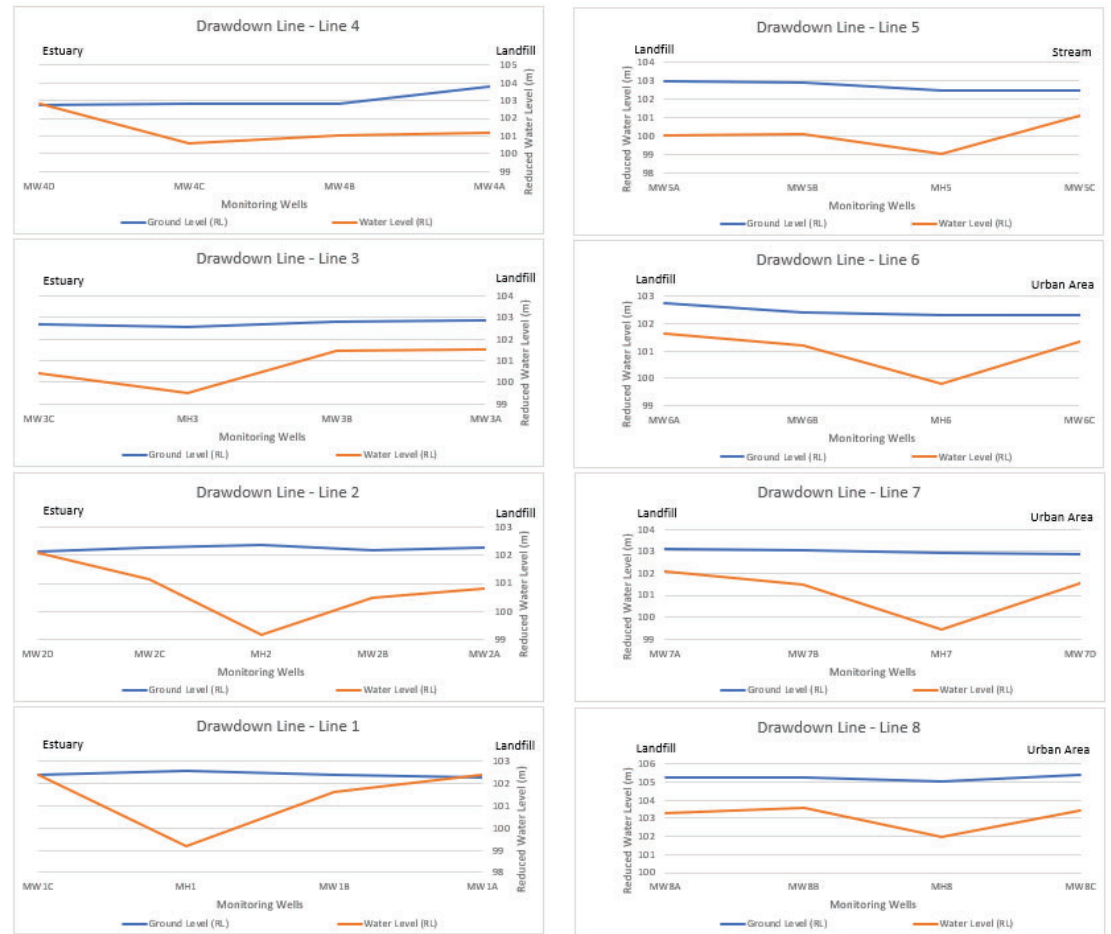 Drawdown Line - Line 4
Estuary
Landfill
105
104
103
102
101
100
99
Reduced Water Level (m)
MW4D MW4C MW4B MW4A
Monitoring Wells
Ground Level (RL) Water Level (RL)
Drawdown Line - Line 5
Landfill
Stream
104
103
102
101
100
99
98
Reduced Water Level (m)
MW5A MW5B MH5 MW5C
Monitoring Wells
Ground Level (RL) Water Level (RL)
Drawdown Line - Line 3
Estuary
Landfill
104
103
102
101
100
99
Reduced Water Level (m)
MW3C MH3 MW3B MW3A
Monitoring Wells
Ground Level (RL) Water Level (RL)
Drawdown Line - Line 6
Landfill
Urban Area
103
102
101
100
99
Reduced Water Level (m)
MW6A MW6B MH6 MW6C
Monitoring Wells
Ground Level (RL) Water Level (RL)
Drawdown Line - Line 2
Estuary
Landfill
103
102
101
100
99
Reduced Water Level (m)
MW2D MW2C MH2 MW2B MW2A
Monitoring Wells
Ground Level (RL) Water Level (RL)
Drawdown Line - Line 7
Landfill
Urban Area
104
103
102
101
100
99
Reduced Water Level (m)
MW7A MW7B MH7 MW7D
Monitoring Wells
Ground Level (RL) Water Level (RL)
Drawdown Line - Line 1
Estuary
Landfill
103
102
101
100
99
98
Reduced Water Level (m)
MW1C MH1 MW1B MW1A
Monitoring Wells
Ground Level (RL) Water Level (RL)
Drawdown Line - Line 8
Landfill
Urban Area
106
105
104
103
102
101
100
Reduced Water Level (m)
MW8A MW8B MH8 MW8C
Monitoring Wells
Ground Level (RL) Water Level (RL)